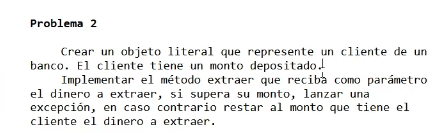 Problema 2
Crear un objeto literal que represente un cliente de un
banco. El cliente tiene un monto depositado.
Implementar el método extraer que reciba como parámetro
el dinero a extraer, si supera su monto, lanzar una
excepción, en caso contrario restar al monto que tiene el
cliente el dinero a extraer.